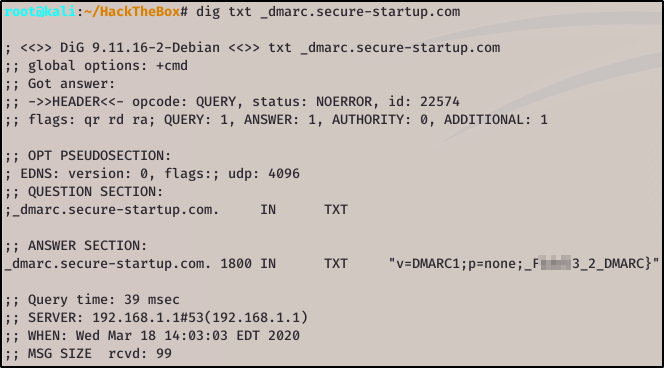 root@kali:~/HackTheBox# dig txt _dmarc.secure-startup.com
; <<>> DiG 9.11.16-2-Debian <<>> txt _dmarc.secure-startup.com
;; global options: +cmd
;; Got answer:
;; ->>HEADER<<- opcode: QUERY, status: NOERROR, id: 22574
;; flags: qr rd ra; QUERY: 1, ANSWER: 1, AUTHORITY: 0, ADDITIONAL: 1
;; OPT PSEUDOSECTION:
; EDNS: version: 0, flags:; udp: 4096
;; QUESTION SECTION:
;_dmarc.secure-startup.com. IN TXT
;; ANSWER SECTION:
_dmarc.secure-startup.com. 1800 IN TXT "v=DMARC1;p=none;_F 3_2_DMARC}"
;; Query time: 39 msec
;; SERVER: 192.168.1.1#53(192.168.1.1)
;; WHEN: Wed Mar 18 14:03:03 EDT 2020
;; MSG SIZE rcvd: 99